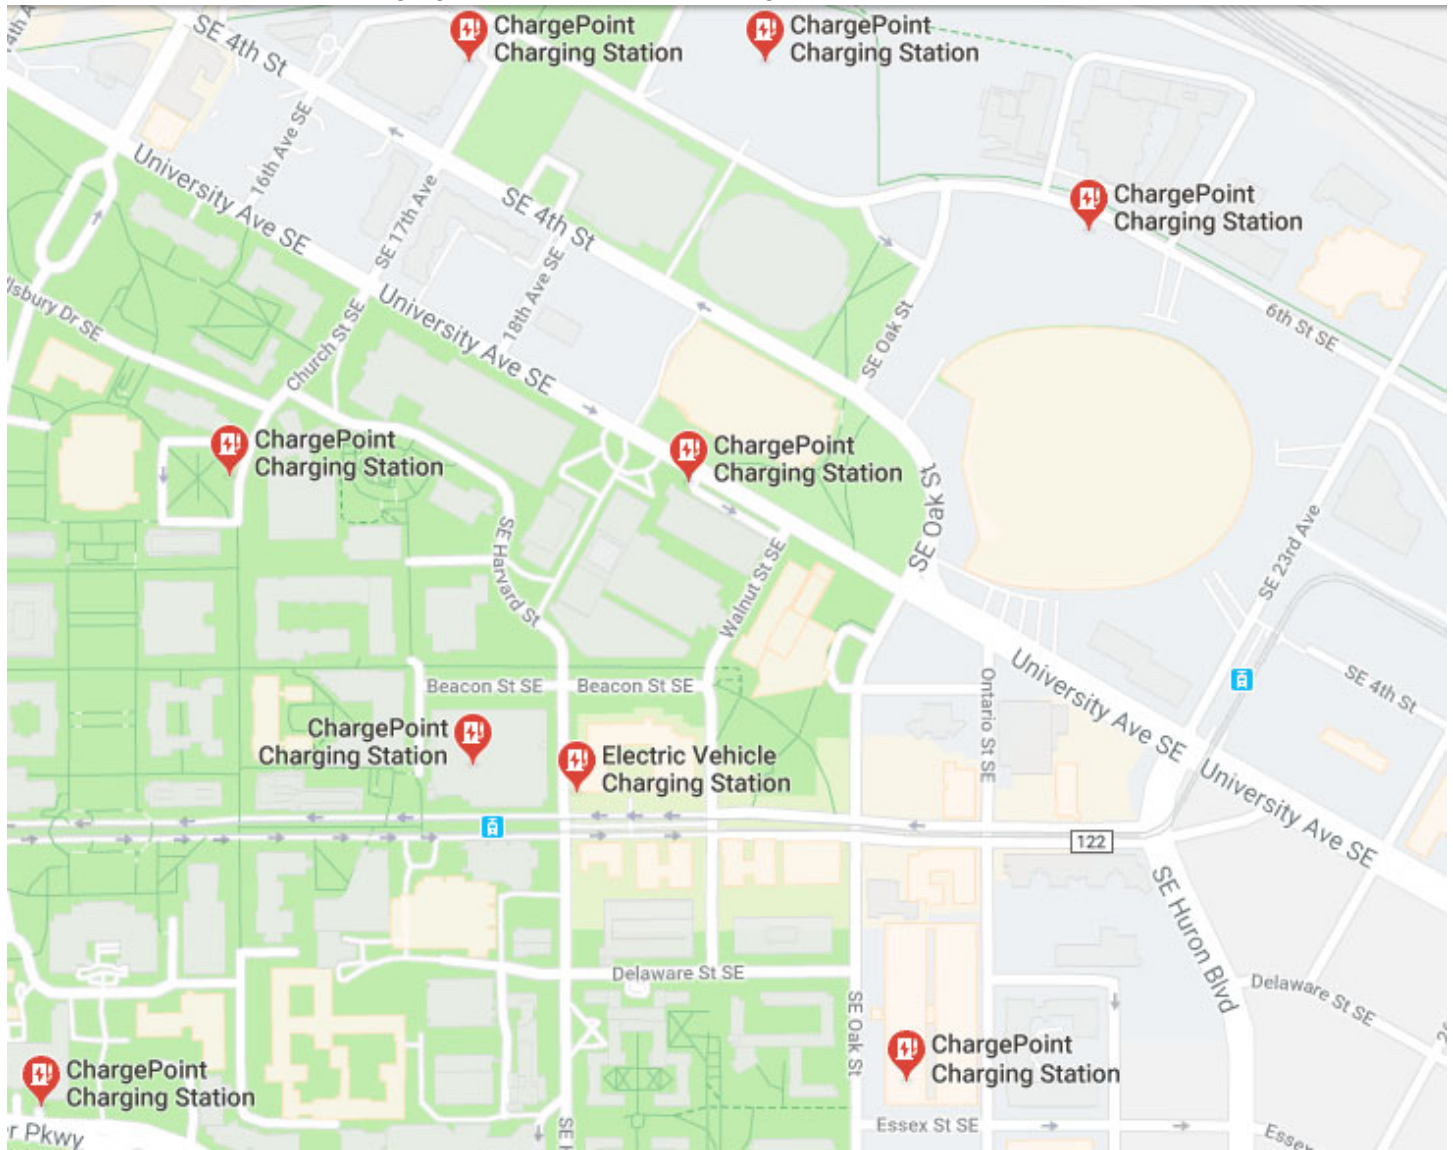 ChargePoint
Charging Station
ChargePoint
Charging Station
SE 4th St
16th Ave SE
University Ave SE
SE 17th Ave
SE 4th St
ChargePoint
Charging Station
18th Ave SE
University Ave SE
SE Oak St
6th St SE
Church St SE
ChargePoint
Charging Station
ChargePoint
Charging Station
SE Oak St
SE Harvard St
Walnut St SE
SE 23rd Ave
Beacon St SE
Beacon St SE
Ontario St SE
University Ave SE
SE 4th St
ChargePoint
Charging Station
Electric Vehicle
Charging Station
University Ave SE
122
SE Huron Blvd
Delaware St SE
Delaware St SE
SE Oak St
ChargePoint
Charging Station
ChargePoint
Charging Station
Essex St SE
Essex
r Pkwy
SE